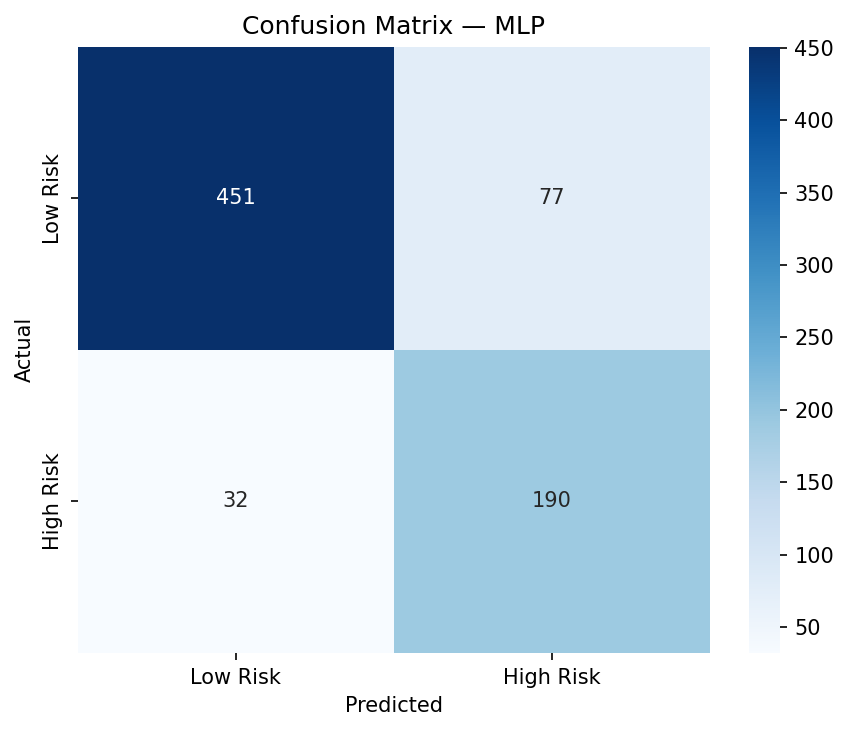 Confusion Matrix — MLP
Actual
Low Risk
High Risk
451
77
32
190
Low Risk
High Risk
Predicted
450
400
350
300
250
200
150
100
50